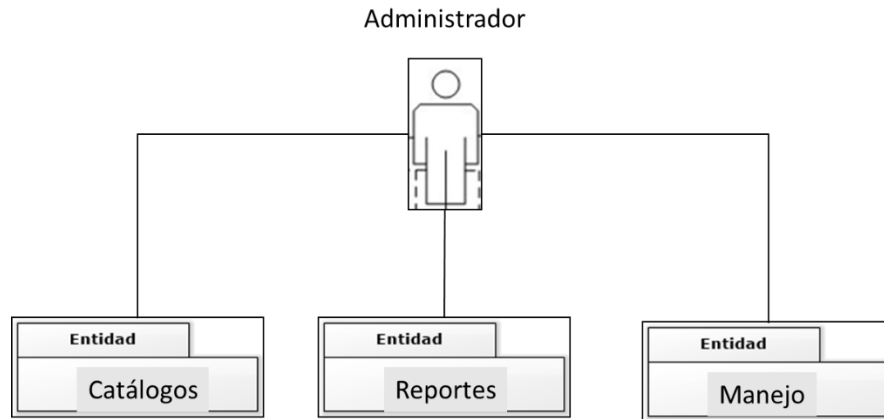 Administrador
Entidad
Catálogos
Entidad
Reportes
Entidad
Manejo